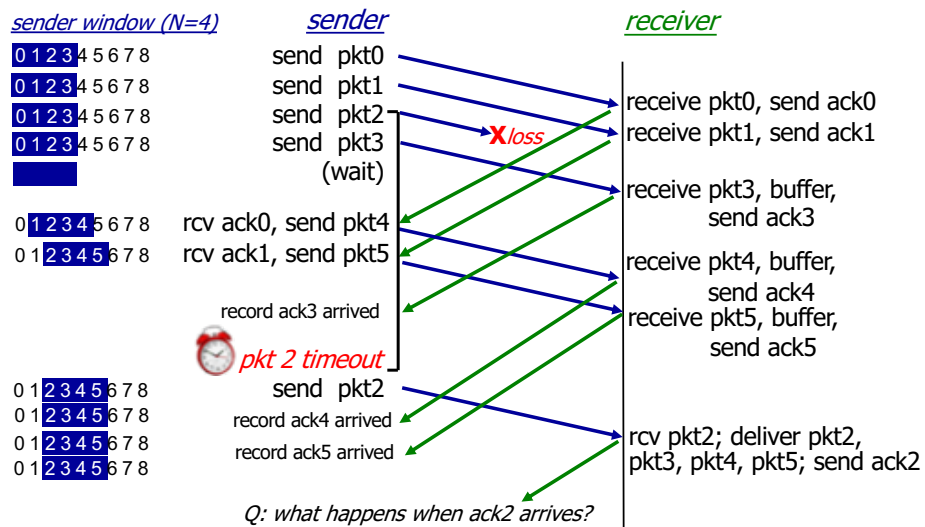 sender window (N=4) sender receiver
0 1 2 3 4 5 6 7 8 send pkt0
0 1 2 3 4 5 6 7 8 send pkt1
receive pkt0, send ack0
0 1 2 3 4 5 6 7 8 send pkt2
X loss
receive pkt1, send ack1
0 1 2 3 4 5 6 7 8 send pkt3
(wait)
receive pkt3, buffer,
send ack3
0 1 2 3 4 5 6 7 8 rcv ack0, send pkt4
0 1 2 3 4 5 6 7 8 rcv ack1, send pkt5
receive pkt4, buffer,
send ack4
record ack3 arrived
receive pkt5, buffer,
send ack5
pkt 2 timeout
0 1 2 3 4 5 6 7 8 send pkt2
0 1 2 3 4 5 6 7 8 record ack4 arrived
0 1 2 3 4 5 6 7 8 record ack5 arrived
rcv pkt2; deliver pkt2,
pkt3, pkt4, pkt5; send ack2
0 1 2 3 4 5 6 7 8
Q: what happens when ack2 arrives?